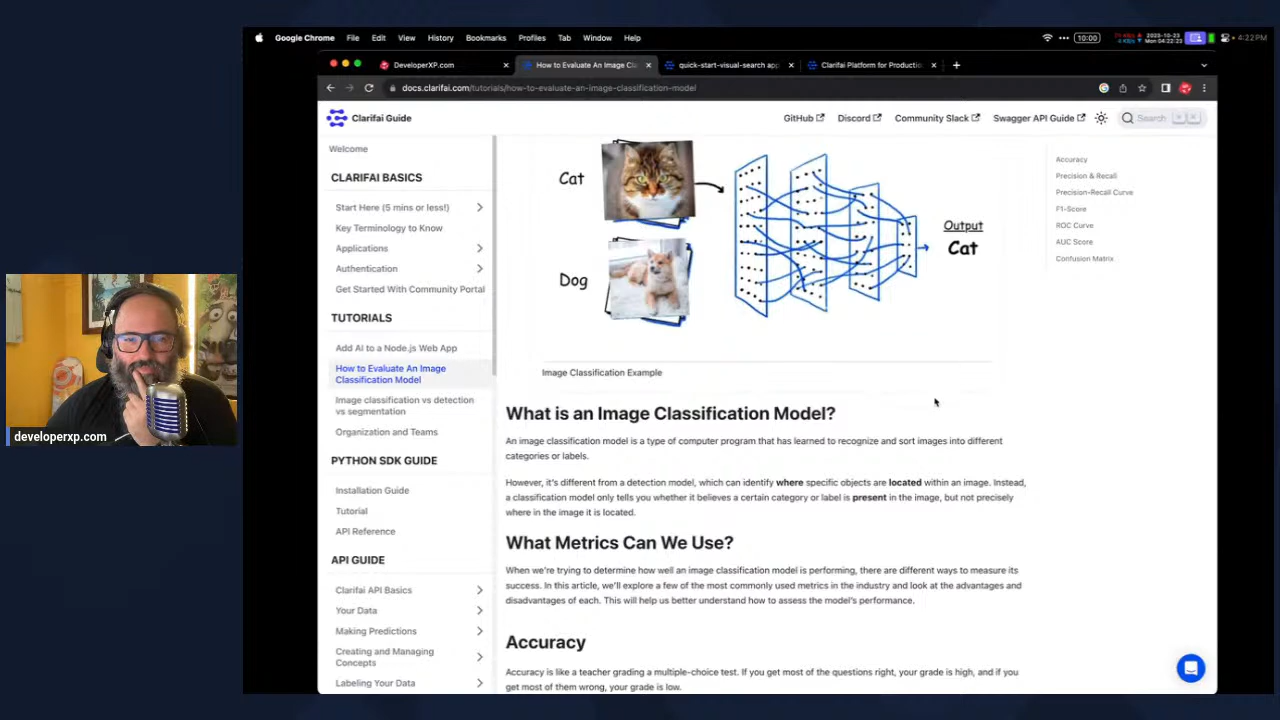 Google Chrome File Edit View History Bookmarks Profiles Tab Window Help
10:00
2023-10-23
4:22PM
DeveloperXP.com
How to Evaluate An Image Cla
quick-start-visual-search app
Clarifai Platform for Productio
docs.clarifai.com/tutorials/how-to-evaluate-an-image-classification-model
Clarifai Guide
GitHub
Discord
Community Slack
Swagger API Guide
Search
Welcome
CLARIFAI BASICS
Start Here (5 mins or less!)
Key Terminology to Know
Applications
Authentication
Get Started With Community Portal
TUTORIALS
Add AI to a Node.js Web App
How to Evaluate An Image
Classification Model
Image classification vs detection
vs segmentation
Organization and Teams
PYTHON SDK GUIDE
Installation Guide
Tutorial
API Reference
API GUIDE
Clarifai API Basics
Your Data
Making Predictions
Creating and Managing
Concepts
Labeling Your Data
Cat
Dog
Output
Cat
Image Classification Example
What is an Image Classification Model?
An image classification model is a type of computer program that has learned to recognize and sort images into different
categories or labels.
However, it's different from a detection model, which can identify where specific objects are located within an image. Instead,
a classification model only tells you whether it believes a certain category or label is present in the image, but not precisely
where in the image it is located.
What Metrics Can We Use?
When we're trying to determine how well an image classification model is performing, there are different ways to measure its
success. In this article, we'll explore a few of the most commonly used metrics in the industry and look at the advantages and
disadvantages of each. This will help us better understand how to assess the model's performance.
Accuracy
Accuracy is like a teacher grading a multiple-choice test. If you get most of the questions right, your grade is high, and if you
get most of them wrong, your grade is low.
Accuracy
Precision & Recall
Precision-Recall Curve
F1-Score
ROC Curve
AUC Score
Confusion Matrix
developerxp.com